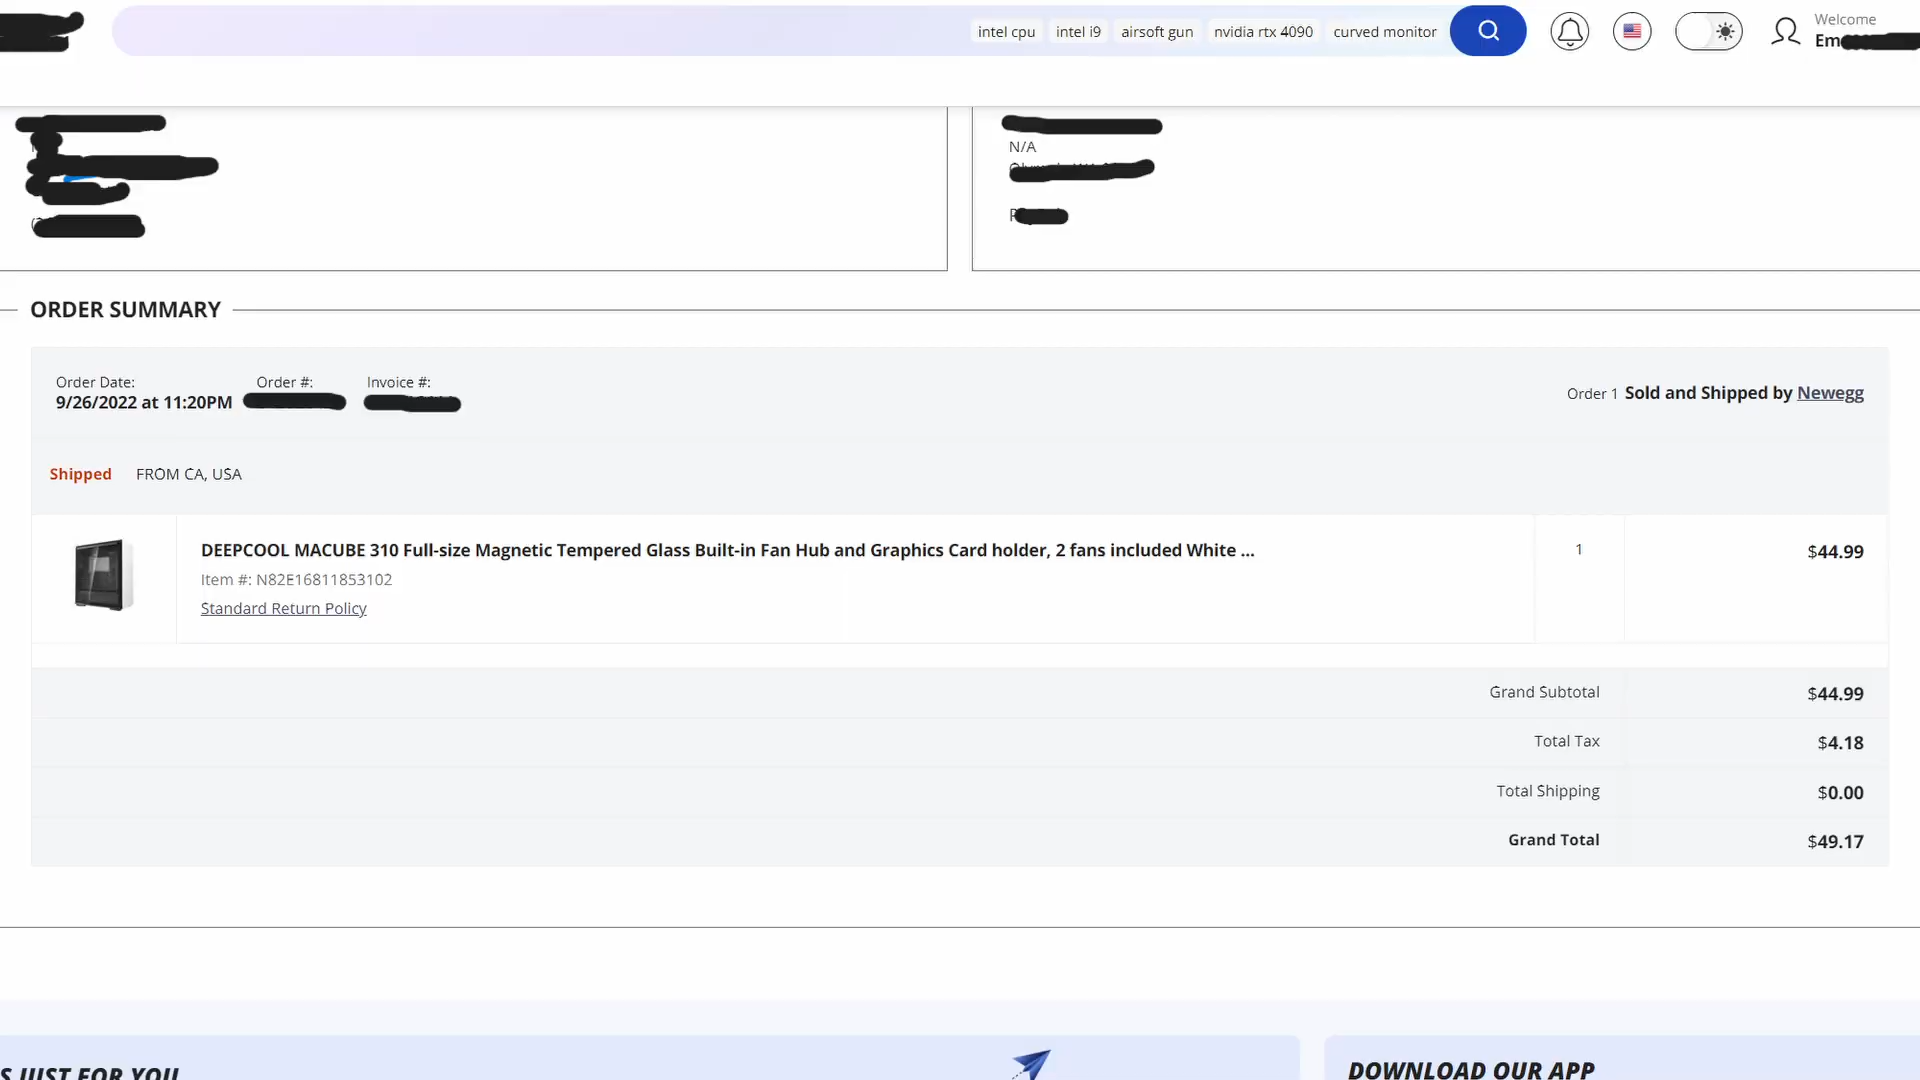 intel cpu intel i9 airsoft gun nvidia rtx 4090 curved monitor
Welcome
Em
N/A
ORDER SUMMARY
Order Date: Order #: Invoice #:
9/26/2022 at 11:20PM
Order 1 Sold and Shipped by Newegg
Shipped FROM CA, USA
DEEPCOOL MACUBE 310 Full-size Magnetic Tempered Glass Built-in Fan Hub and Graphics Card holder, 2 fans included White ... 1 $44.99
Item #: N82E16811853102
Standard Return Policy
Grand Subtotal $44.99
Total Tax $4.18
Total Shipping $0.00
Grand Total $49.17
S JUST FOR YOU
DOWNLOAD OUR APP